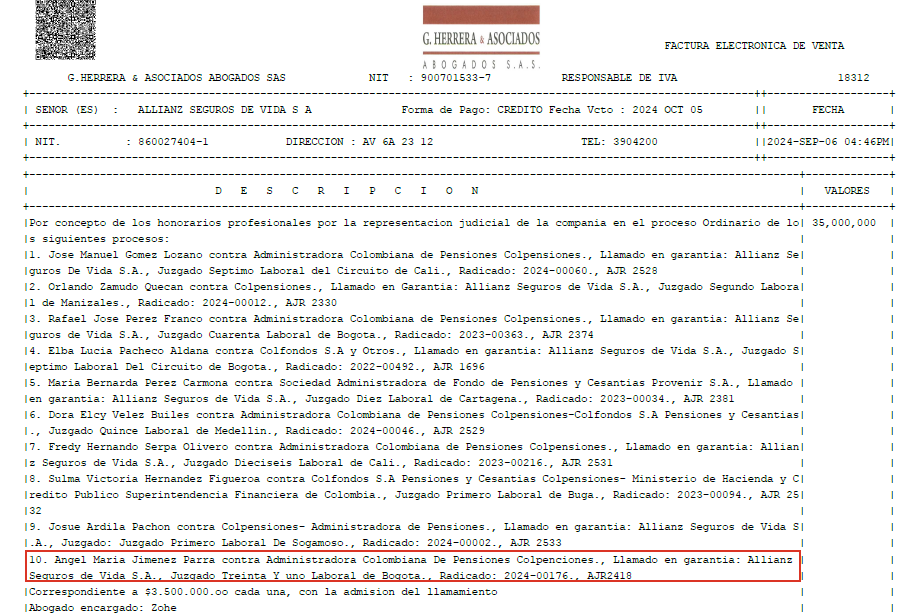 G. HERRERA & ASOCIADOS
ABOGADOS S.A.S.
FACTURA ELECTRONICA DE VENTA
G.HERRERA & ASOCIADOS ABOGADOS SAS NIT : 900701533-7 RESPONSABLE DE IVA 18312
SENOR (ES) : ALLIANZ SEGUROS DE VIDA S A Forma de Pago: CREDITO Fecha Vcto : 2024 OCT 05 FECHA
NIT. : 860027404-1 DIRECCION : AV 6A 23 12 TEL: 3904200 2024-SEP-06 04:46PM
D E S C R I P C I O N VALORES
Por concepto de los honorarios profesionales por la representacion judicial de la compania en el proceso Ordinario de lo 35,000,000
s siguientes procesos:
1. Jose Manuel Gomez Lozano contra Administradora Colombiana de Pensiones Colpensiones., Llamado en garantia: Allianz Se
guros De Vida S.A., Juzgado Septimo Laboral del Circuito de Cali., Radicado: 2024-00060., AJR 2528
2. Orlando Zamudo Quecan contra Colpensiones., Llamado en Garantia: Allianz Seguros de Vida S.A., Juzgado Segundo Labora
l de Manizales., Radicado: 2024-00012., AJR 2330
3. Rafael Jose Perez Franco contra Administradora Colombiana de Pensiones Colpensiones., Llamado en garantia: Allianz Se
guros de Vida S.A., Juzgado Cuarenta Laboral de Bogota., Radicado: 2023-00363., AJR 2374
4. Elba Lucia Pacheco Aldana contra Colfondos S.A y Otros., Llamado en garantia: Allianz Seguros de Vida S.A., Juzgado S
eptimo Laboral Del Circuito de Bogota., Radicado: 2022-00492., AJR 1696
5. Maria Bernarda Perez Carmona contra Sociedad Administradora de Fondo de Pensiones y Cesantias Provenir S.A., Llamado
en garantia: Allianz Seguros de Vida S.A., Juzgado Diez Laboral de Cartagena., Radicado: 2023-00034., AJR 2381
6. Dora Elcy Velez Builes contra Administradora Colombiana de Pensiones Colpensiones-Colfondos S.A Pensiones y Cesantias
., Juzgado Quince Laboral de Medellin., Radicado: 2024-00046., AJR 2529
7. Fredy Hernando Serpa Olivero contra Administradora Colombiana de Pensiones Colpensiones., Llamado en garantia: Allian
z Seguros de Vida S.A., Juzgado Dieciseis Laboral de Cali., Radicado: 2023-00216., AJR 2531
8. Sulma Victoria Hernandez Figueroa contra Colfondos S.A Pensiones y Cesantias Colpensiones- Ministerio de Hacienda y C
redito Publico Superintendencia Financiera de Colombia., Juzgado Primero Laboral de Buga., Radicado: 2023-00094., AJR 25
32
9. Josue Ardila Pachon contra Colpensiones- Administradora de Pensiones., Llamado en garantia: Allianz Seguros de Vida S
.A., Juzgado: Juzgado Primero Laboral De Sogamoso., Radicado: 2024-00002., AJR 2533
10. Angel Maria Jimenez Parra contra Administradora Colombiana De Pensiones Colpenciones., Llamado en garantia: Allianz
Seguros de Vida S.A., Juzgado Treinta Y uno Laboral de Bogota., Radicado: 2024-00176., AJR2418
Correspondiente a $3.500.000.oo cada una, con la admision del llamamiento
Abogado encargado: Zohe